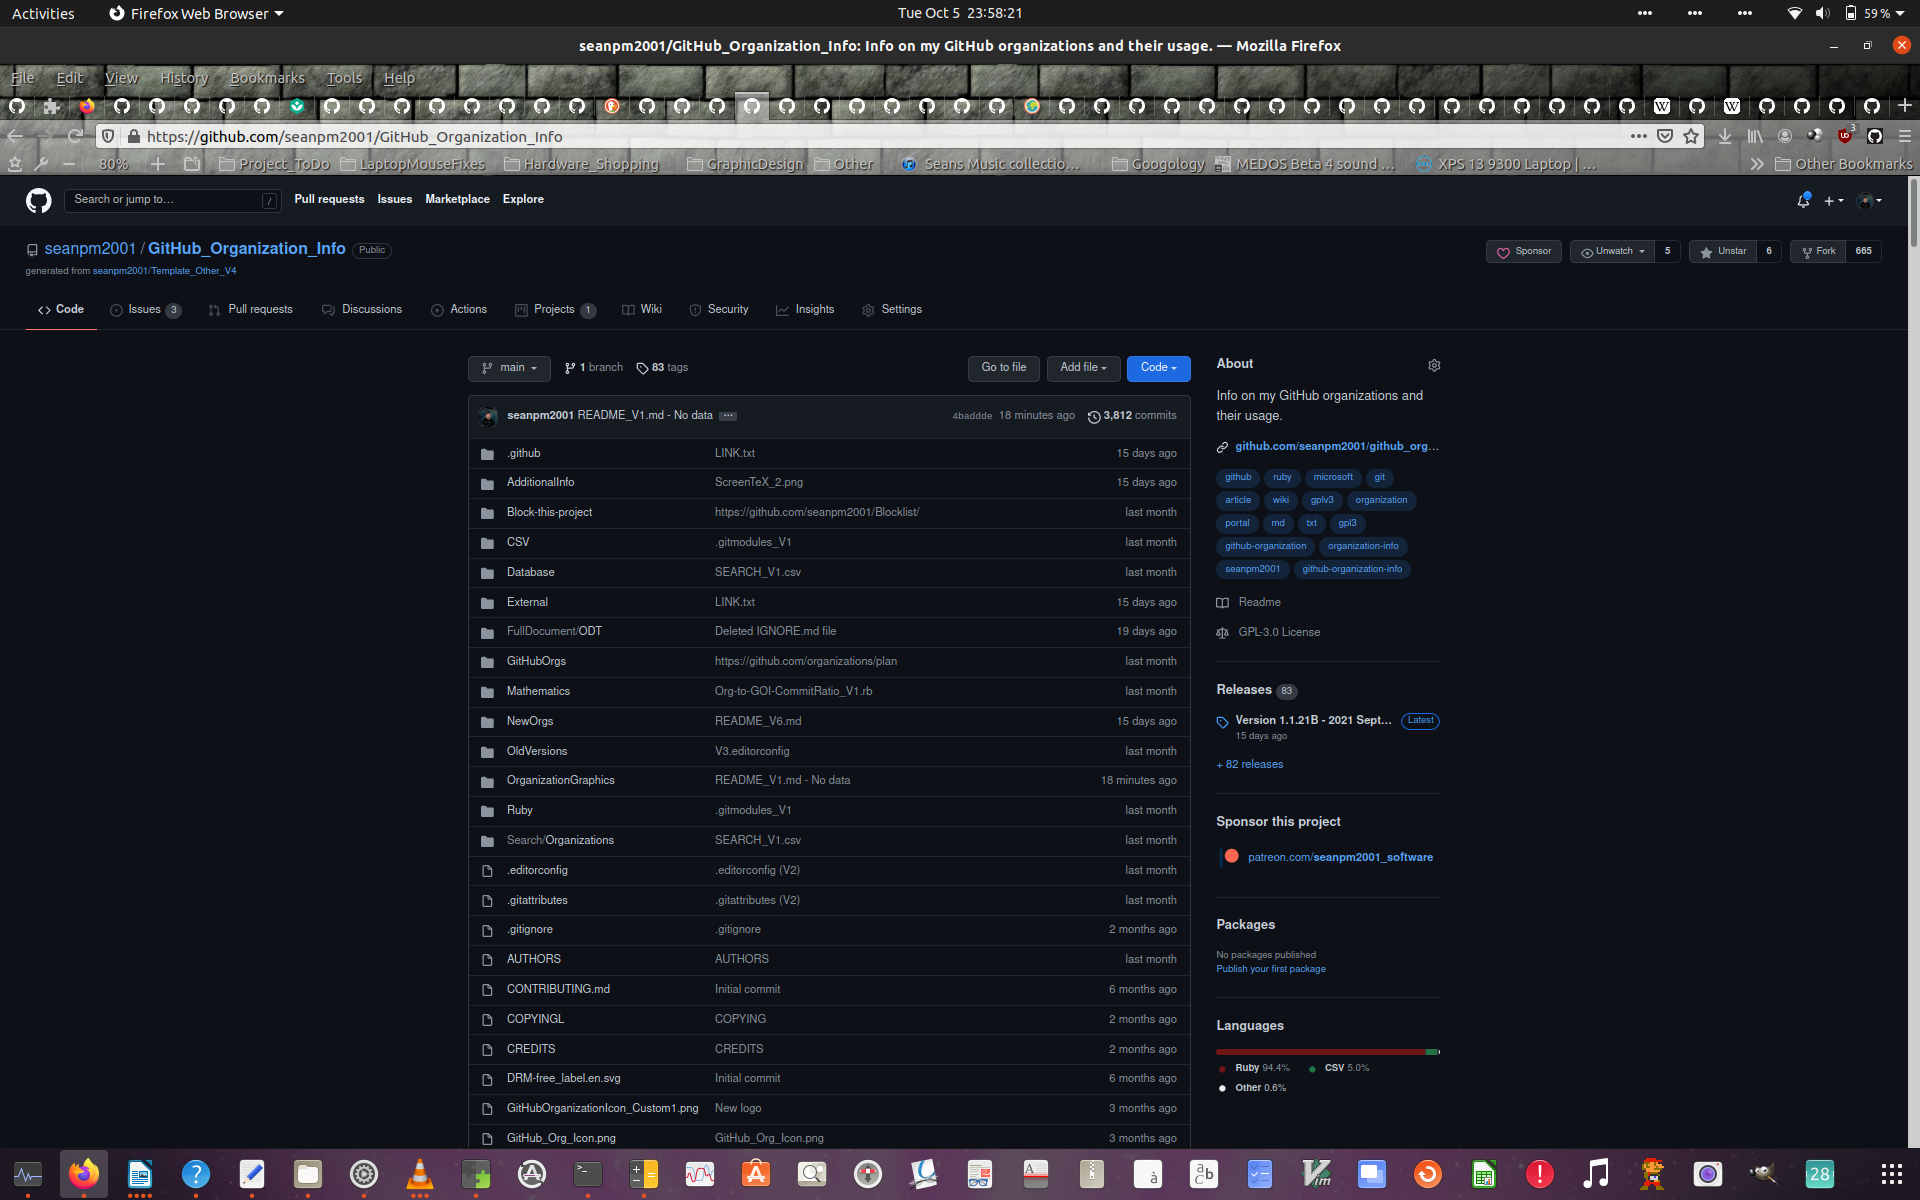 Activities Firefox Web Browser Tue Oct 5 23:58:21 59 %
seanpm2001/GitHub_Organization_Info: Info on my GitHub organizations and their usage. — Mozilla Firefox
File Edit View History Bookmarks Tools Help
https://github.com/seanpm2001/GitHub_Organization_Info 3
80% Project_ToDo LaptopMouseFixes Hardware_Shopping GraphicDesign Other Seans Music collectio… Googology MEDOS Beta 4 sound … XPS 13 9300 Laptop | … Other Bookmarks
Search or jump to… / Pull requests Issues Marketplace Explore
seanpm2001 / GitHub_Organization_Info Public
Sponsor Unwatch 5 Unstar 6 Fork 665
generated from seanpm2001/Template_Other_V4
Code Issues 3 Pull requests Discussions Actions Projects 1 Wiki Security Insights Settings
main 1 branch 83 tags Go to file Add file Code
seanpm2001 README_V1.md - No data ... 4baddde 18 minutes ago 3,812 commits
.github LINK.txt 15 days ago
AdditionalInfo ScreenTeX_2.png 15 days ago
Block-this-project https://github.com/seanpm2001/Blocklist/ last month
CSV .gitmodules_V1 last month
Database SEARCH_V1.csv last month
External LINK.txt 15 days ago
FullDocument/ODT Deleted IGNORE.md file 19 days ago
GitHubOrgs https://github.com/organizations/plan last month
Mathematics Org-to-GOI-CommitRatio_V1.rb last month
NewOrgs README_V6.md 15 days ago
OldVersions V3.editorconfig last month
OrganizationGraphics README_V1.md - No data 18 minutes ago
Ruby .gitmodules_V1 last month
Search/Organizations SEARCH_V1.csv last month
.editorconfig .editorconfig (V2) last month
.gitattributes .gitattributes (V2) last month
.gitignore .gitignore 2 months ago
AUTHORS AUTHORS last month
CONTRIBUTING.md Initial commit 6 months ago
COPYINGL COPYING 2 months ago
CREDITS CREDITS 2 months ago
DRM-free_label.en.svg Initial commit 6 months ago
GitHubOrganizationIcon_Custom1.png New logo 3 months ago
GitHub_Org_Icon.png GitHub_Org_Icon.png 3 months ago
About
Info on my GitHub organizations and
their usage.
github.com/seanpm2001/github_org…
github ruby microsoft git
article wiki gplv3 organization
portal md txt gpl3
github-organization organization-info
seanpm2001 github-organization-info
Readme
GPL-3.0 License
Releases 83
Version 1.1.21B - 2021 Sept… Latest
15 days ago
+ 82 releases
Sponsor this project
patreon.com/seanpm2001_software
Packages
No packages published
Publish your first package
Languages
Ruby 94.4% CSV 5.0%
Other 0.6%
28